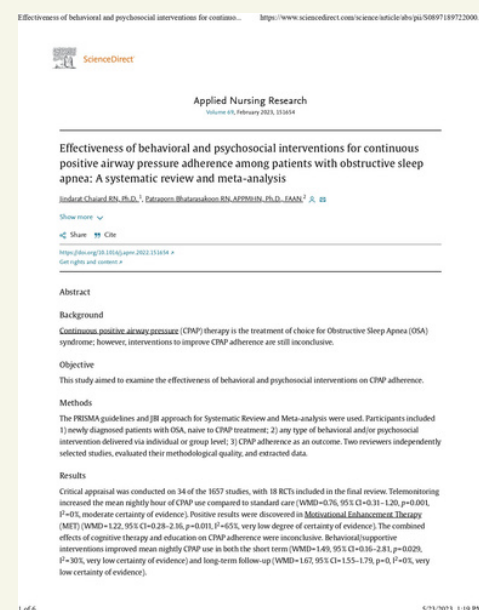 Effectiveness of behavioral and psychosocial interventions for continuo...
https://www.sciencedirect.com/science/article/abs/pii/S0897189722000...
ScienceDirect
Applied Nursing Research
Volume 69, February 2023, 151654
Effectiveness of behavioral and psychosocial interventions for continuous
positive airway pressure adherence among patients with obstructive sleep
apnea: A systematic review and meta-analysis
Jindarat Chaiard RN, Ph.D. 1, Patraporn Bhatarasakoon RN, APPMHN, Ph.D., FAAN 2
Show more
Share Cite
https://doi.org/10.1016/j.apnr.2022.151654
Get rights and content
Abstract
Background
Continuous positive airway pressure (CPAP) therapy is the treatment of choice for Obstructive Sleep Apnea (OSA)
syndrome; however, interventions to improve CPAP adherence are still inconclusive.
Objective
This study aimed to examine the effectiveness of behavioral and psychosocial interventions on CPAP adherence.
Methods
The PRISMA guidelines and JBI approach for Systematic Review and Meta-analysis were used. Participants included
1) newly diagnosed patients with OSA, naive to CPAP treatment; 2) any type of behavioral and/or psychosocial
intervention delivered via individual or group level; 3) CPAP adherence as an outcome. Two reviewers independently
selected studies, evaluated their methodological quality, and extracted data.
Results
Critical appraisal was conducted on 34 of the 1657 studies, with 18 RCTs included in the final review. Telemonitoring
increased the mean nightly hour of CPAP use compared to standard care (WMD=0.76, 95% CI=0.31–1.20, p=0.001,
I²=0%, moderate certainty of evidence). Positive results were discovered in Motivational Enhancement Therapy
(MET) (WMD=1.22, 95% CI=0.28–2.16, p=0.011, I²=65%, very low degree of certainty of evidence). The combined
effects of cognitive therapy and education on CPAP adherence were inconclusive. Behavioral/supportive
interventions improved mean nightly CPAP use in both the short term (WMD=1.49, 95% CI=0.16–2.81, p=0.029,
I²=30%, very low certainty of evidence) and long-term follow-up (WMD=1.67, 95% CI=1.55–1.79, p=0, I²=0%, very
low certainty of evidence).
1 of 6
5/23/2023, 1:19 PM